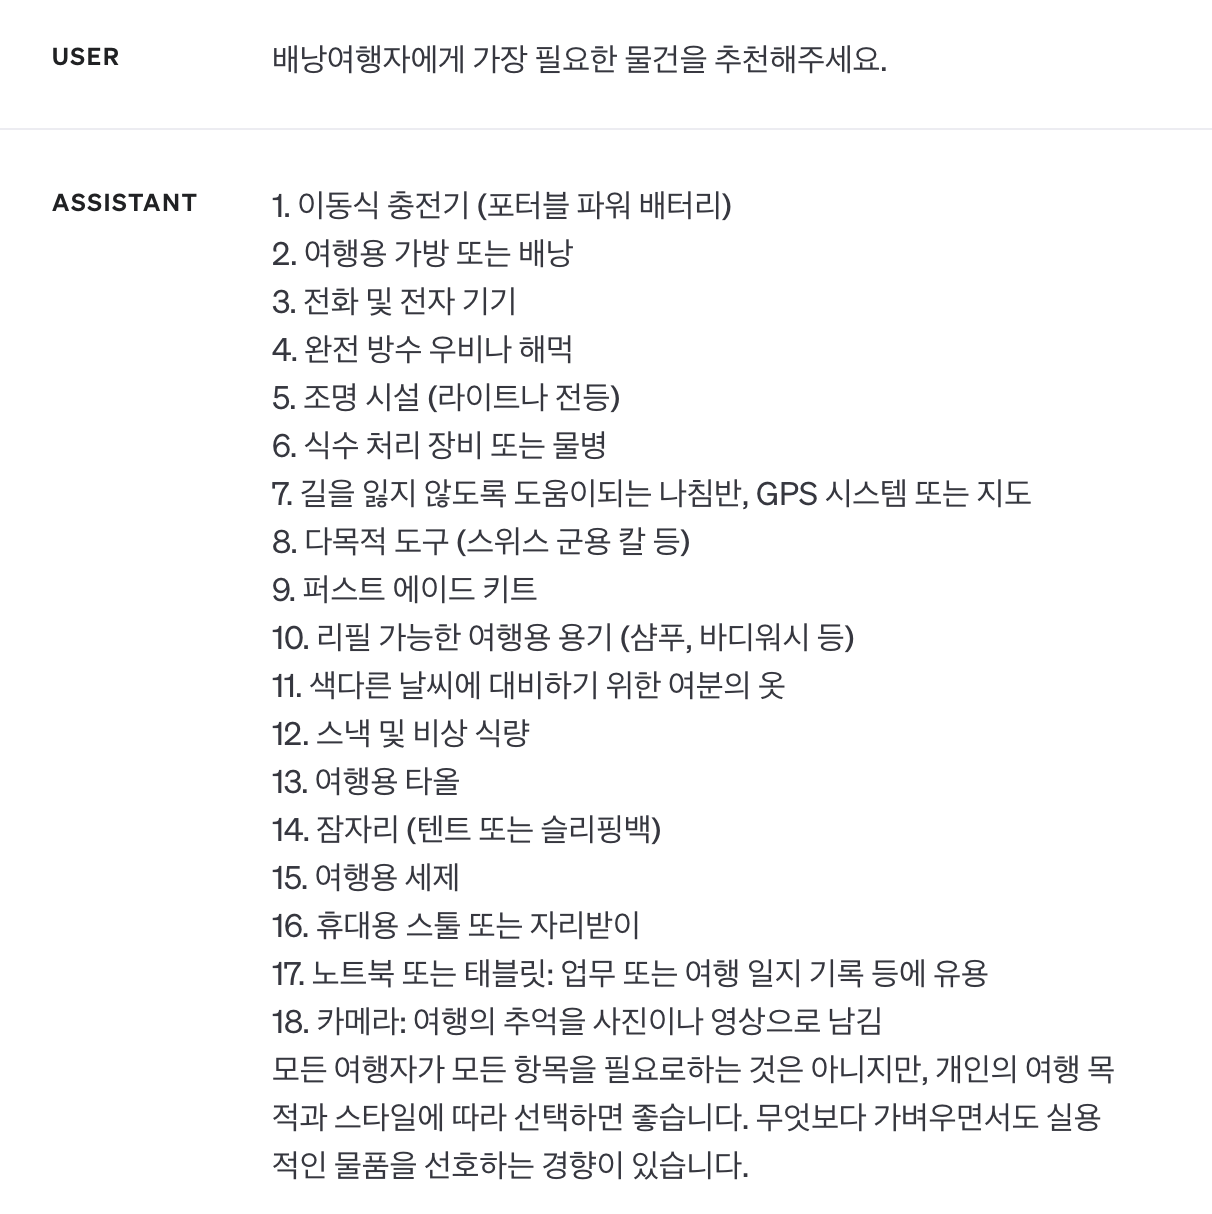 USER
배낭여행자에게 가장 필요한 물건을 추천해주세요.
ASSISTANT
1. 이동식 충전기 (포터블 파워 배터리)
2. 여행용 가방 또는 배낭
3. 전화 및 전자 기기
4. 완전 방수 우비나 해먹
5. 조명 시설 (라이트나 전등)
6. 식수 처리 장비 또는 물병
7. 길을 잃지 않도록 도움이되는 나침반, GPS 시스템 또는 지도
8. 다목적 도구 (스위스 군용 칼 등)
9. 퍼스트 에이드 키트
10. 리필 가능한 여행용 용기 (샴푸, 바디워시 등)
11. 색다른 날씨에 대비하기 위한 여분의 옷
12. 스낵 및 비상 식량
13. 여행용 타올
14. 잠자리 (텐트 또는 슬리핑백)
15. 여행용 세제
16. 휴대용 스툴 또는 자리받이
17. 노트북 또는 태블릿: 업무 또는 여행 일지 기록 등에 유용
18. 카메라: 여행의 추억을 사진이나 영상으로 남김
모든 여행자가 모든 항목을 필요로하는 것은 아니지만, 개인의 여행 목
적과 스타일에 따라 선택하면 좋습니다. 무엇보다 가벼우면서도 실용
적인 물품을 선호하는 경향이 있습니다.